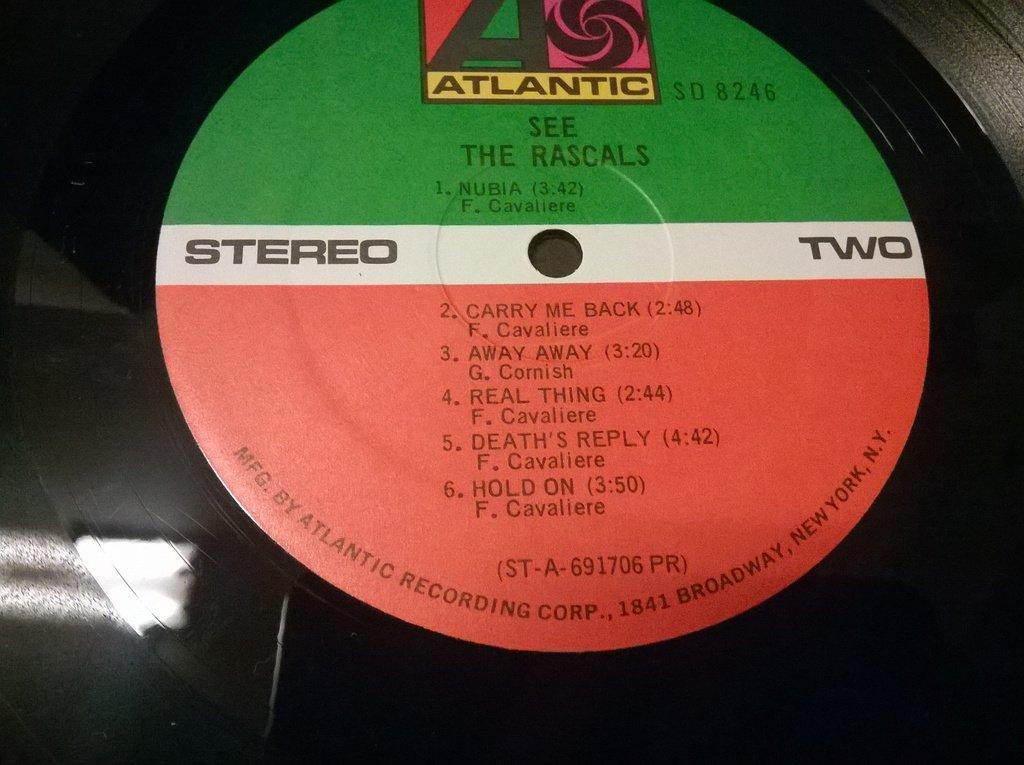 A
ATLANTIC
SD 8246
SEE
THE RASCALS
1. NUBIA (3:42)
F. Cavaliere
STEREO
TWO
2. CARRY ME BACK (2:48)
F. Cavaliere
3. AWAY AWAY (3:20)
G. Cornish
4. REAL THING (2:44)
F. Cavaliere
5. DEATH'S REPLY (4:42)
F. Cavaliere
6. HOLD ON (3:50)
F. Cavaliere
(ST-A-691706 PR)
MFG. BY ATLANTIC RECORDING CORP., 1841 BROADWAY, NEW YORK, N.Y.